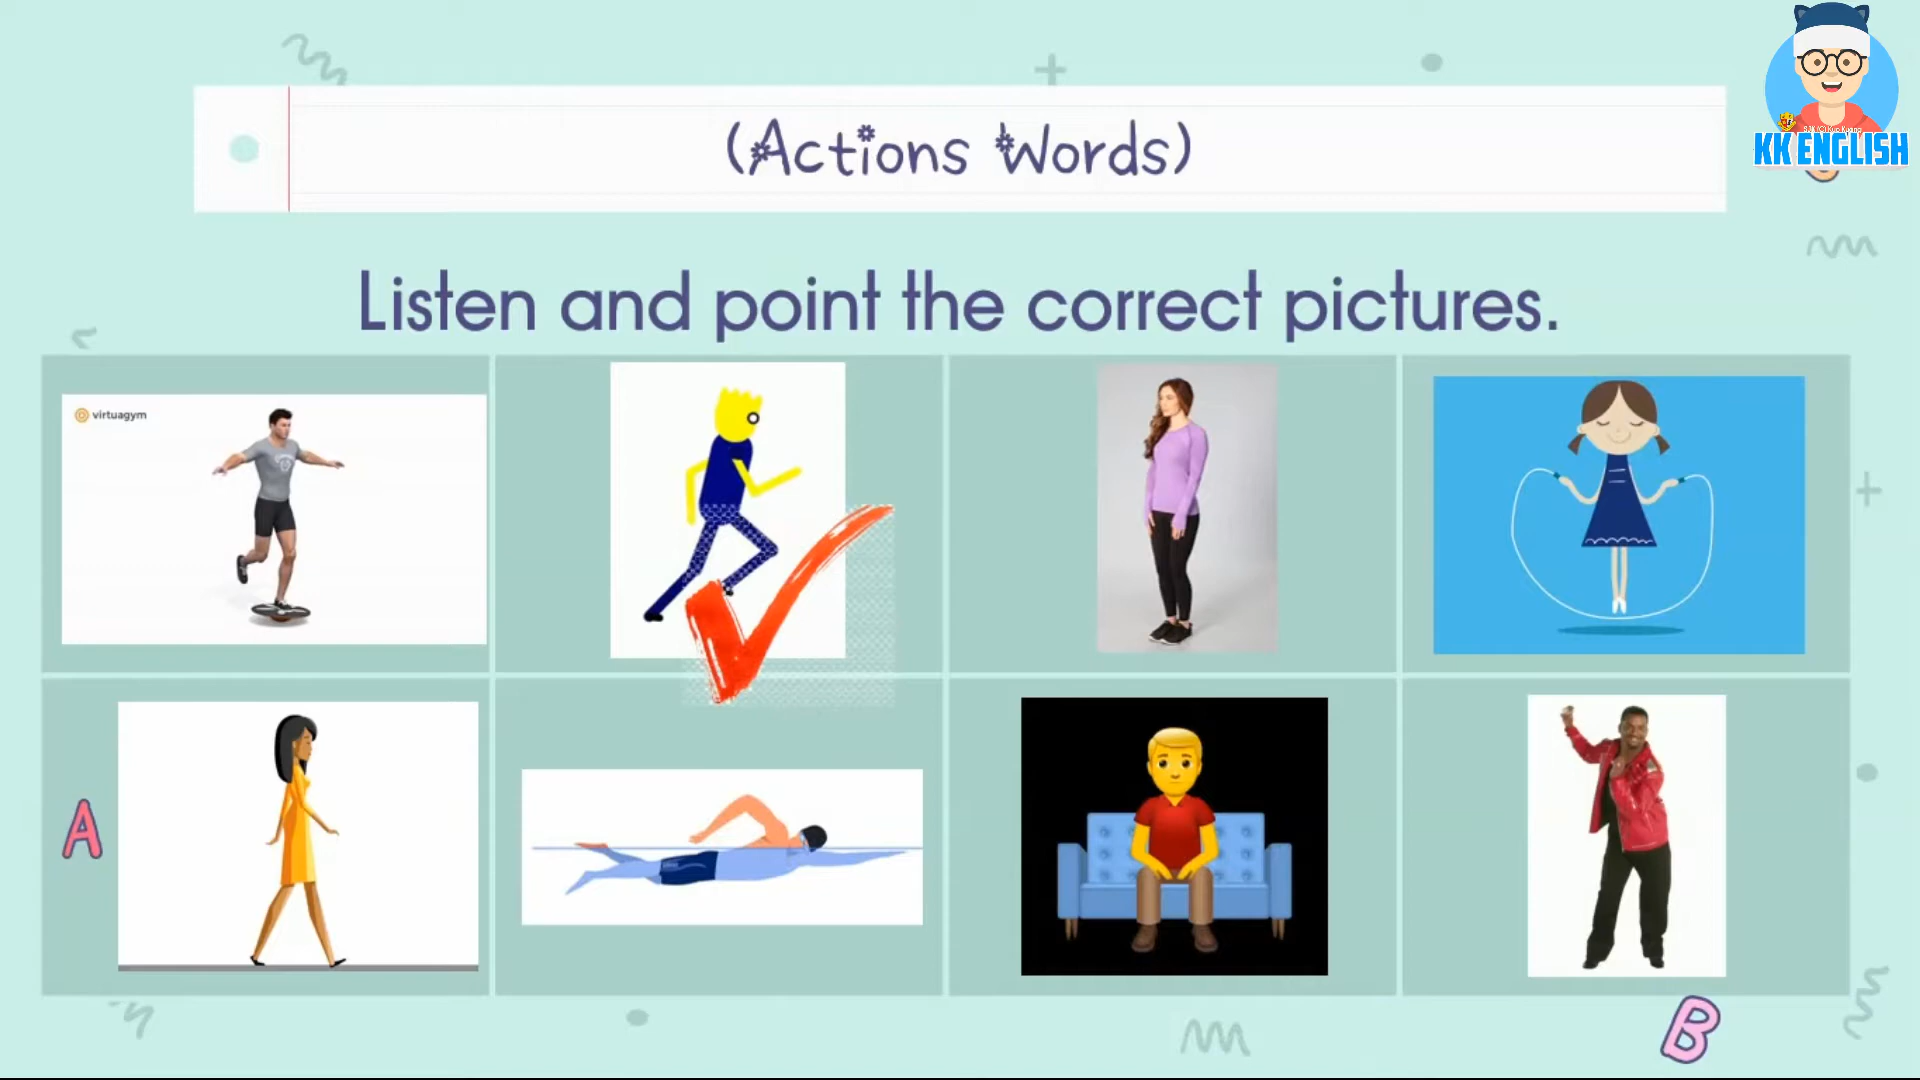 (Actions Words)
KK ENGLISH
Listen and point the correct pictures.
virtuagym
A
B